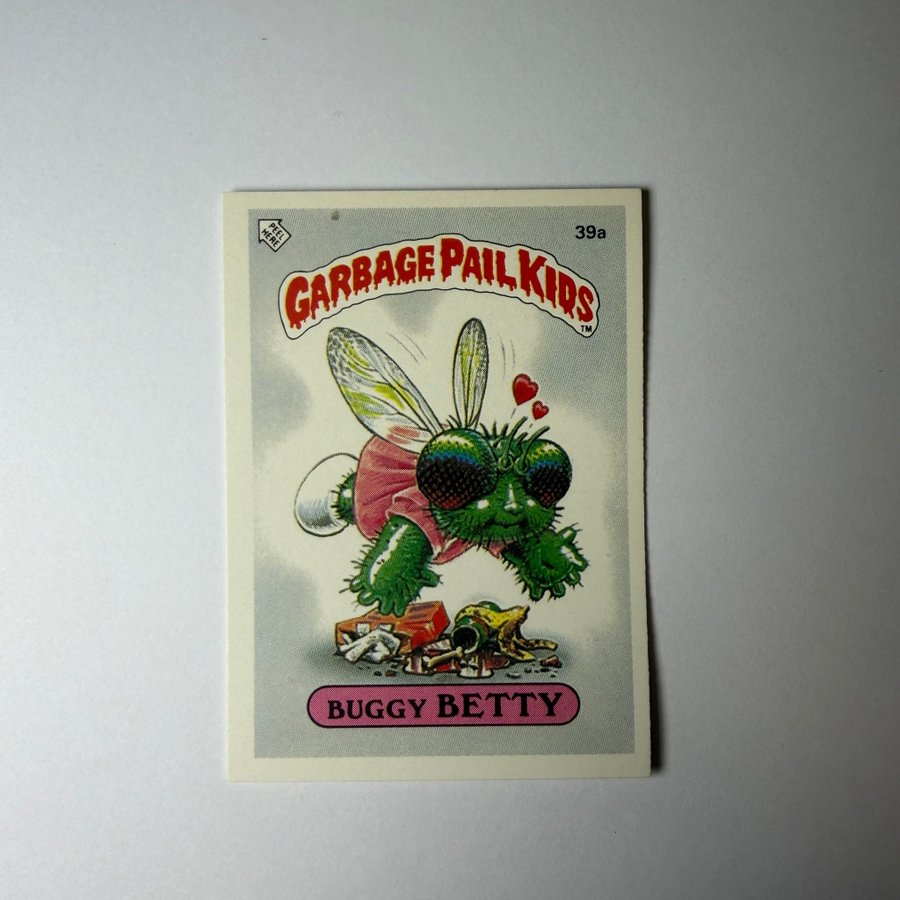 PEEL
HERE
39a
GARBAGE PAIL KIDS
TM
BUGGY BETTY